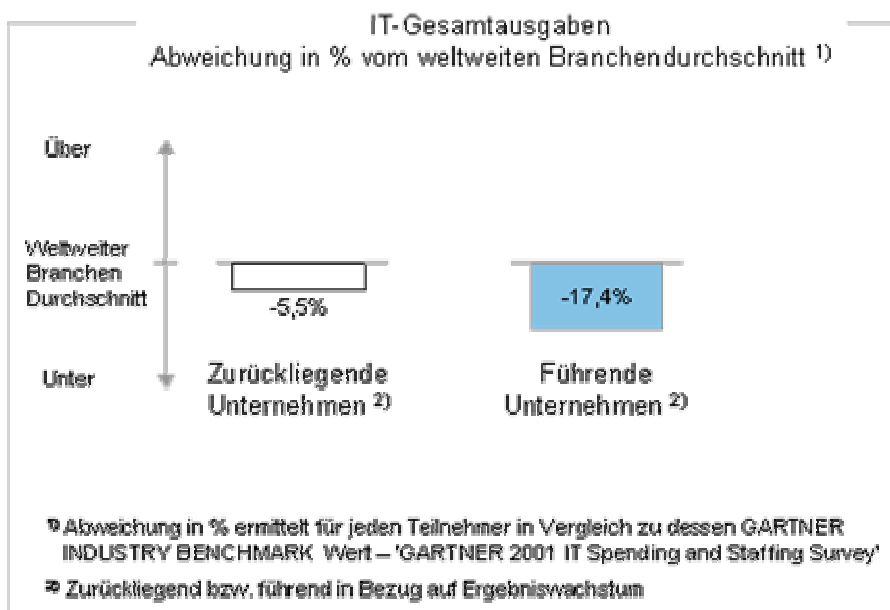 IT-Gesamtausgaben
Abweichung in % vom weltweiten Branchendurchschnitt 1)
Über
Weltweiter
Branchen
Durchschnitt
-5,5%
-17,4%
Unter
Zurückliegende
Unternehmen 2)
Führende
Unternehmen 2)
1) Abweichung in % ermittelt für jeden Teilnehmer in Vergleich zu dessen GARTNER
INDUSTRY BENCHMARK Wert – 'GARTNER 2001 IT Spending and Staffing Survey'
2) Zurückliegend bzw. führend in Bezug auf Ergebniswachstum